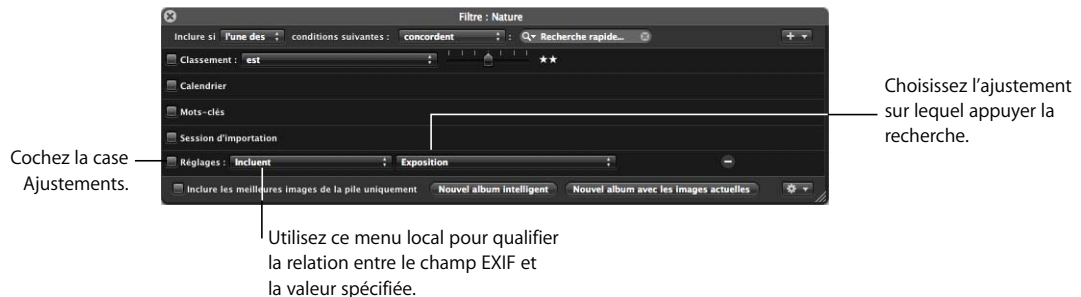 Filtre : Nature
Inclure si l'une des conditions suivantes : concordent : Recherche rapide...
Classement : est ★★
Calendrier
Mots-clés
Session d'importation
Réglages : Incluent Exposition
Inclure les meilleures images de la pile uniquement Nouvel album intelligent Nouvel album avec les images actuelles
Choisissez l'ajustement
sur lequel appuyer la
recherche.
Cochez la case
Ajustements.
Utilisez ce menu local pour qualifier
la relation entre le champ EXIF et
la valeur spécifiée.